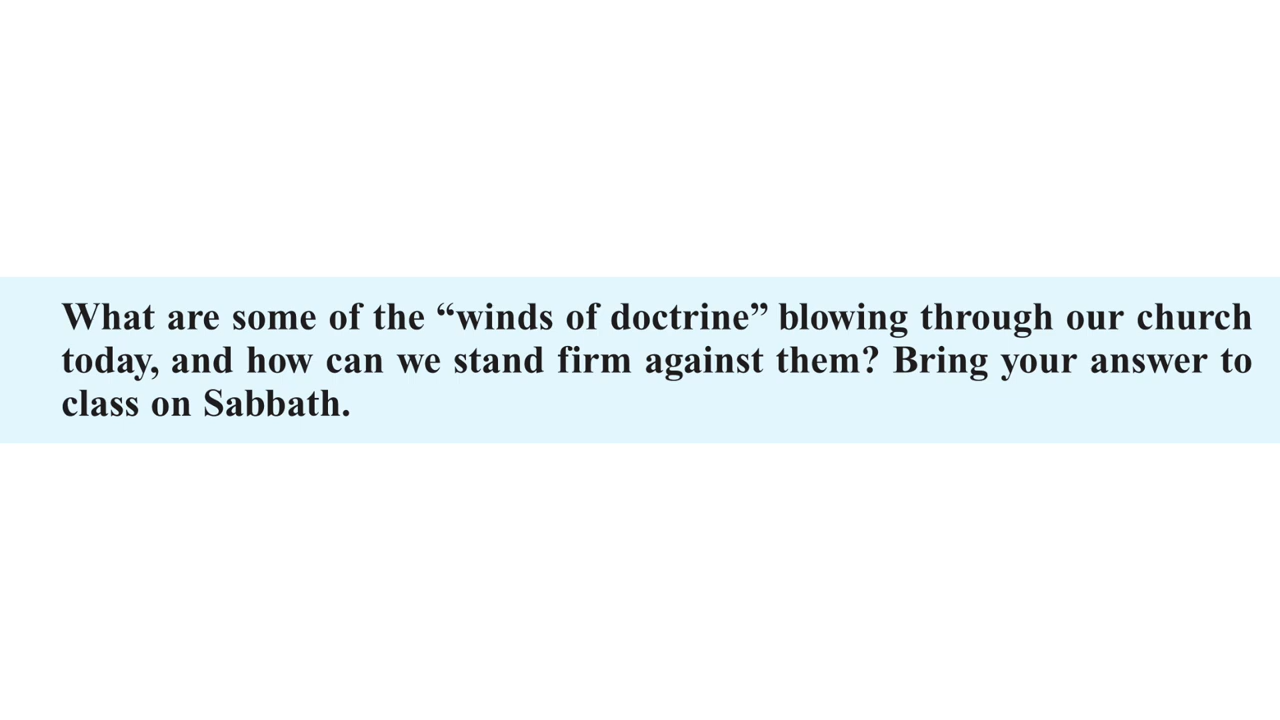 What are some of the “winds of doctrine” blowing through our church
today, and how can we stand firm against them? Bring your answer to
class on Sabbath.